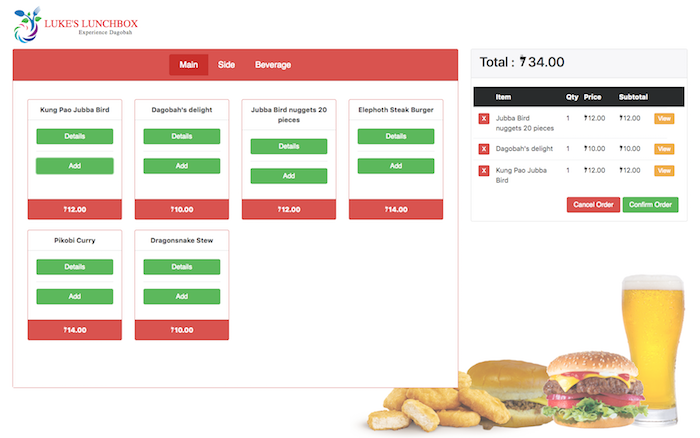 LUKE'S LUNCHBOX
Experience Dagobah
Main Side Beverage
Kung Pao Jubba Bird
Details
Add
12.00
Dagobah's delight
Details
Add
10.00
Jubba Bird nuggets 20
pieces
Details
Add
12.00
Elephoth Steak Burger
Details
Add
14.00
Pikobi Curry
Details
Add
14.00
Dragonsnake Stew
Details
Add
10.00
Total : 34.00
Item Qty Price Subtotal
X Jubba Bird 1 12.00 12.00 View
nuggets 20 pieces
X Dagobah's delight 1 10.00 10.00 View
X Kung Pao Jubba 1 12.00 12.00 View
Bird
Cancel Order Confirm Order